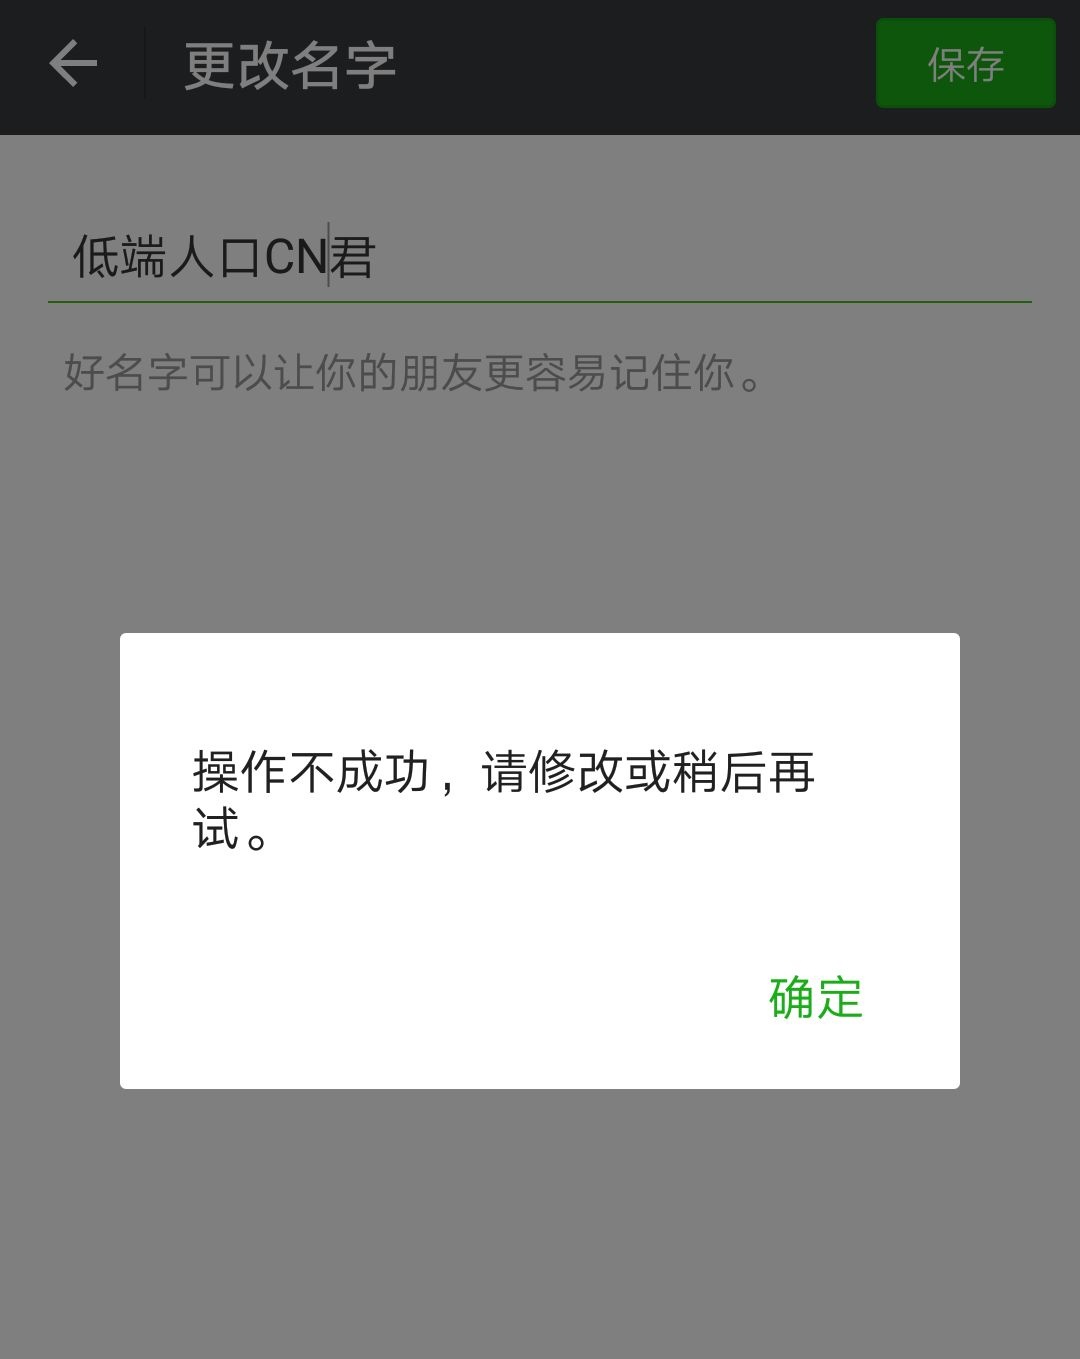 更改名字
保存
低端人口CN君
好名字可以让你的朋友更容易记住你。
操作不成功，请修改或稍后再
试。
确定